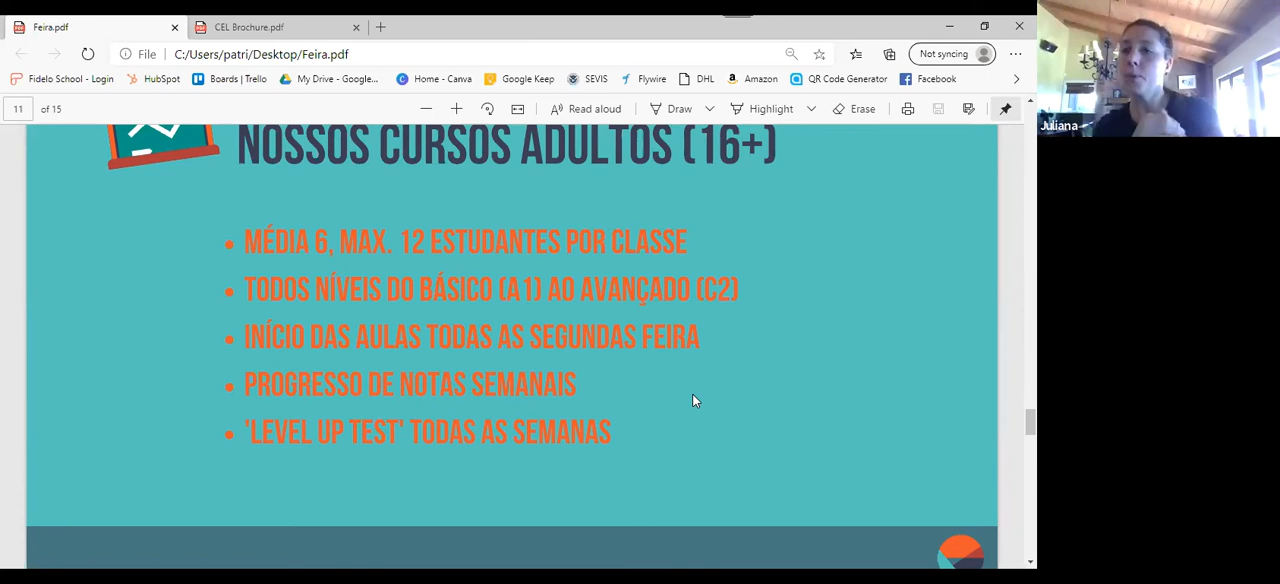 Feira.pdf
CEL Brochure.pdf
File
C:/Users/patri/Desktop/Feira.pdf
Not syncing
Fidelo School - Login
HubSpot
Boards | Trello
My Drive - Google...
Home - Canva
Google Keep
SEVIS
Flywire
DHL
Amazon
QR Code Generator
Facebook
11 of 15
Read aloud
Draw
Highlight
Erase
Juliana
NOSSOS CURSOS ADULTOS (16+)
• MÉDIA 6, MAX. 12 ESTUDANTES POR CLASSE
• TODOS NÍVEIS DO BÁSICO (A1) AO AVANÇADO (C2)
• INÍCIO DAS AULAS TODAS AS SEGUNDAS FEIRA
• PROGRESSO DE NOTAS SEMANAIS
• 'LEVEL UP TEST' TODAS AS SEMANAS